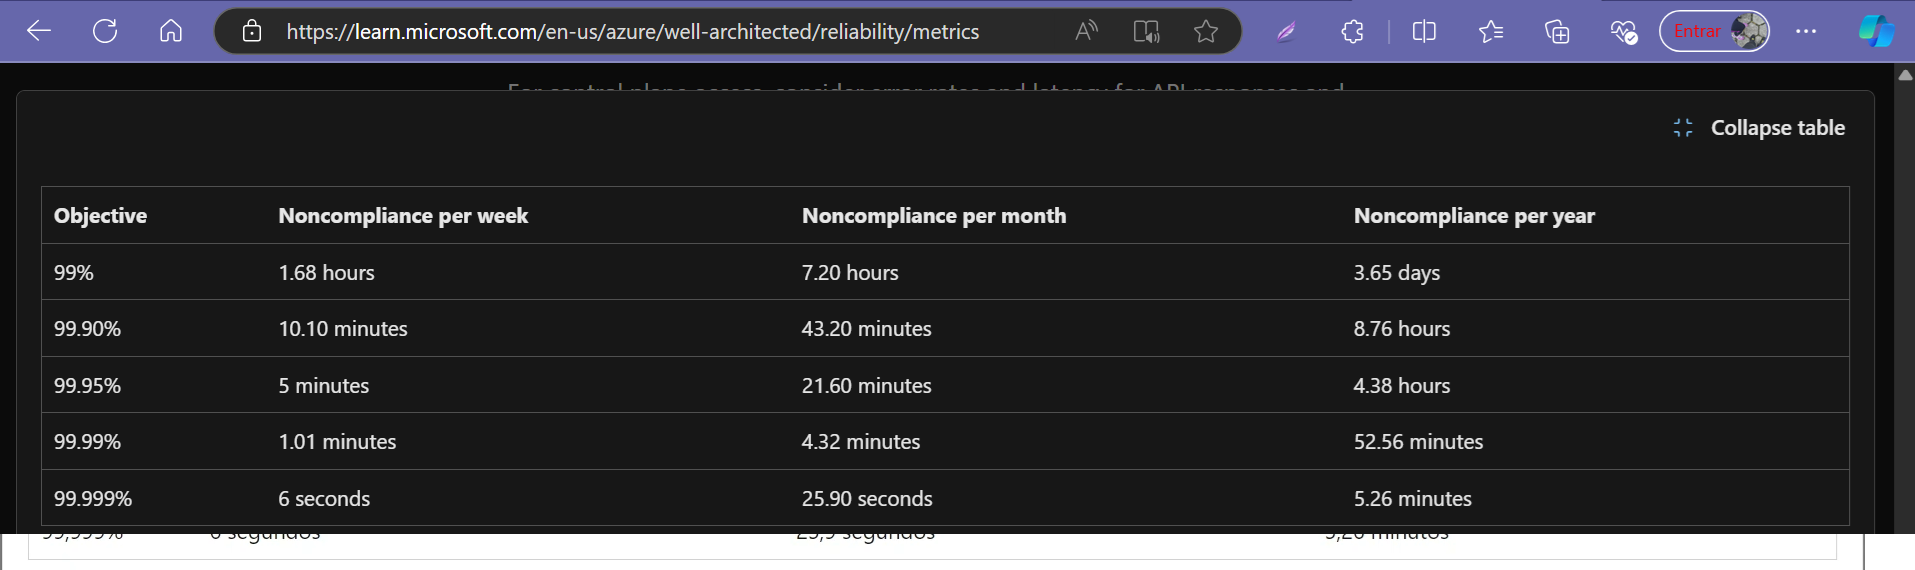 https://learn.microsoft.com/en-us/azure/well-architected/reliability/metrics
Entrar
For control plane access, consider error rates and latency for API responses and
Collapse table
Objective Noncompliance per week Noncompliance per month Noncompliance per year
99% 1.68 hours 7.20 hours 3.65 days
99.90% 10.10 minutes 43.20 minutes 8.76 hours
99.95% 5 minutes 21.60 minutes 4.38 hours
99.99% 1.01 minutes 4.32 minutes 52.56 minutes
99.999% 6 seconds 25.90 seconds 5.26 minutes
99,999% 6 segundos 25,9 segundos 5,26 minutos